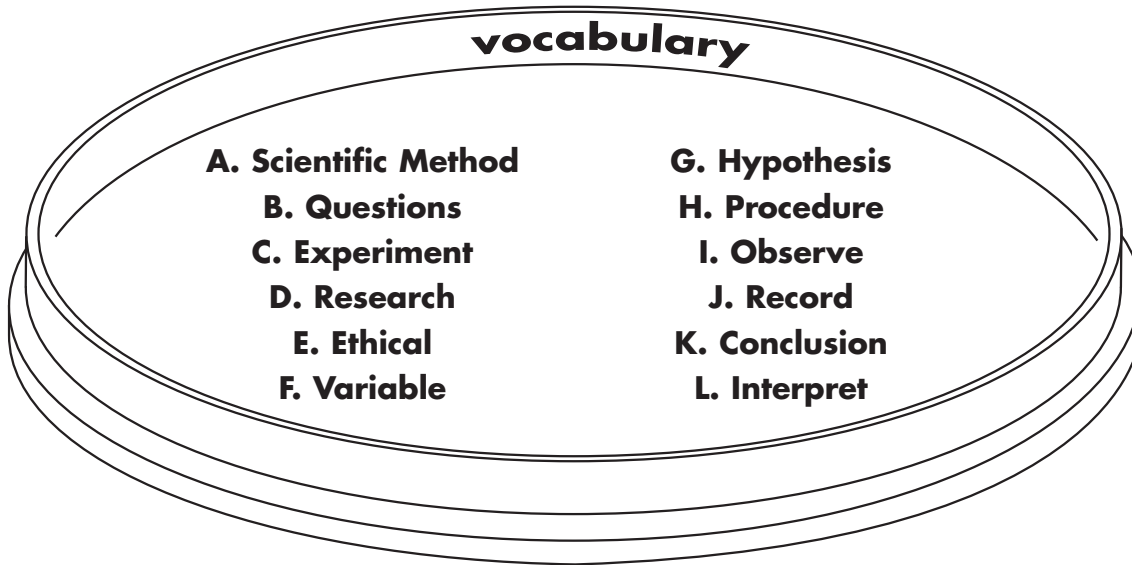 vocabulary
A. Scientific Method
B. Questions
C. Experiment
D. Research
E. Ethical
F. Variable
G. Hypothesis
H. Procedure
I. Observe
J. Record
K. Conclusion
L. Interpret